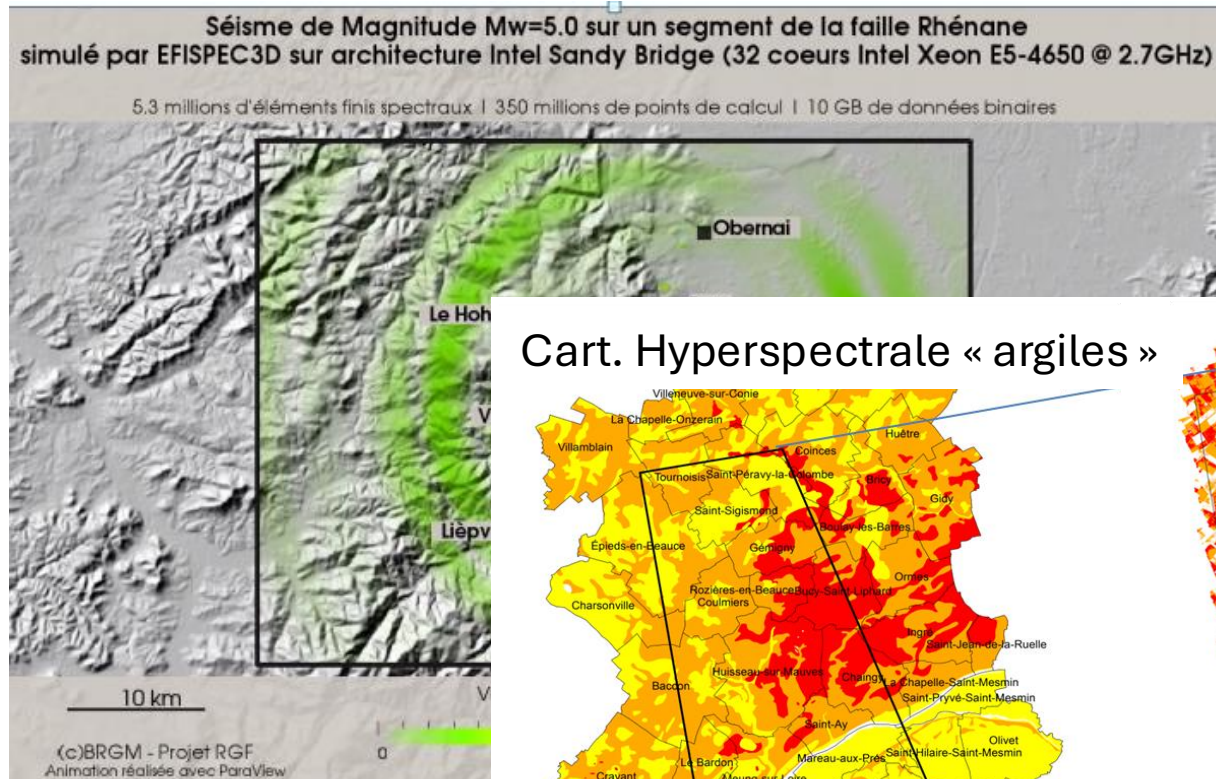 Séisme de Magnitude Mw=5.0 sur un segment de la faille Rhénane
simulé par EFISPEC3D sur architecture Intel Sandy Bridge (32 coeurs Intel Xeon E5-4650 @ 2.7GHz)
5.3 millions d'éléments finis spectraux I 350 millions de points de calcul I 10 GB de données binaires
Obernai
Le Hoh
V
Lièpv
10 km
V
0
(c)BRGM - Projet RGF
Animation réalisée avec ParaView
Cart. Hyperspectrale « argiles »
Villeneuve-sur-Conie
La Chapelle-Onzerain
Villamblain
Huêtre
Coinces
Tournoisis
Saint-Péravy-la-Colombe
Bricy
Gidy
Saint-Sigismond
Boulay-les-Barres
Épieds-en-Beauce
Gémigny
Ormes
Rozières-en-Beauce
Bucy-Saint-Liphard
Coulmiers
Charsonville
Ingré
Saint-Jean-de-la-Ruelle
Huisseau-sur-Mauves
Chaingy
La Chapelle-Saint-Mesmin
Baccon
Saint-Pryvé-Saint-Mesmin
Saint-Ay
Olivet
Saint-Hilaire-Saint-Mesmin
Mareau-aux-Prés
Le Bardon
Cravant
Meung-sur-Loire